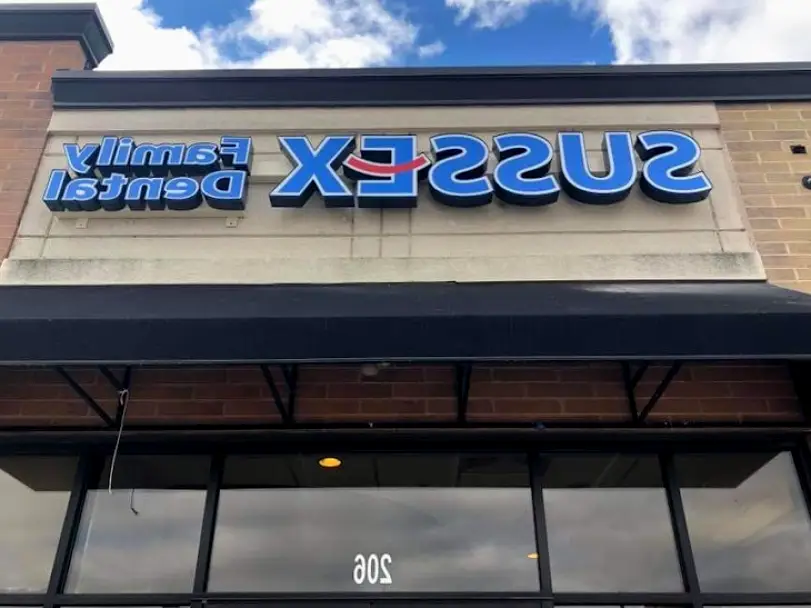 SUSSEX
Family
Dental
206